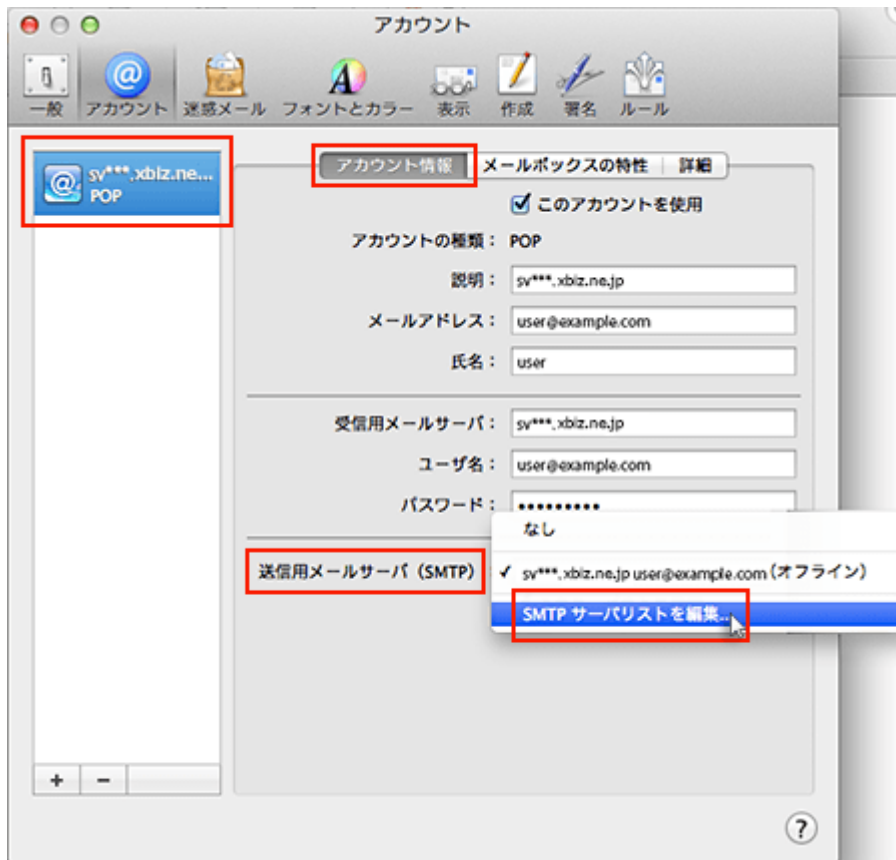 アカウント
一般 アカウント 迷惑メール フォントとカラー 表示 作成 署名 ルール
sv***.xbiz.ne...
POP
アカウント情報 メールボックスの特性 詳細
このアカウントを使用
アカウントの種類： POP
説明： sv***.xbiz.ne.jp
メールアドレス： user@example.com
氏名： user
受信用メールサーバ： sv***.xbiz.ne.jp
ユーザ名： user@example.com
パスワード： •••••••••
なし
送信用メールサーバ（SMTP） ✓ sv***.xbiz.ne.jp user@example.com（オフライン）
SMTP サーバリストを編集...
+ −
?